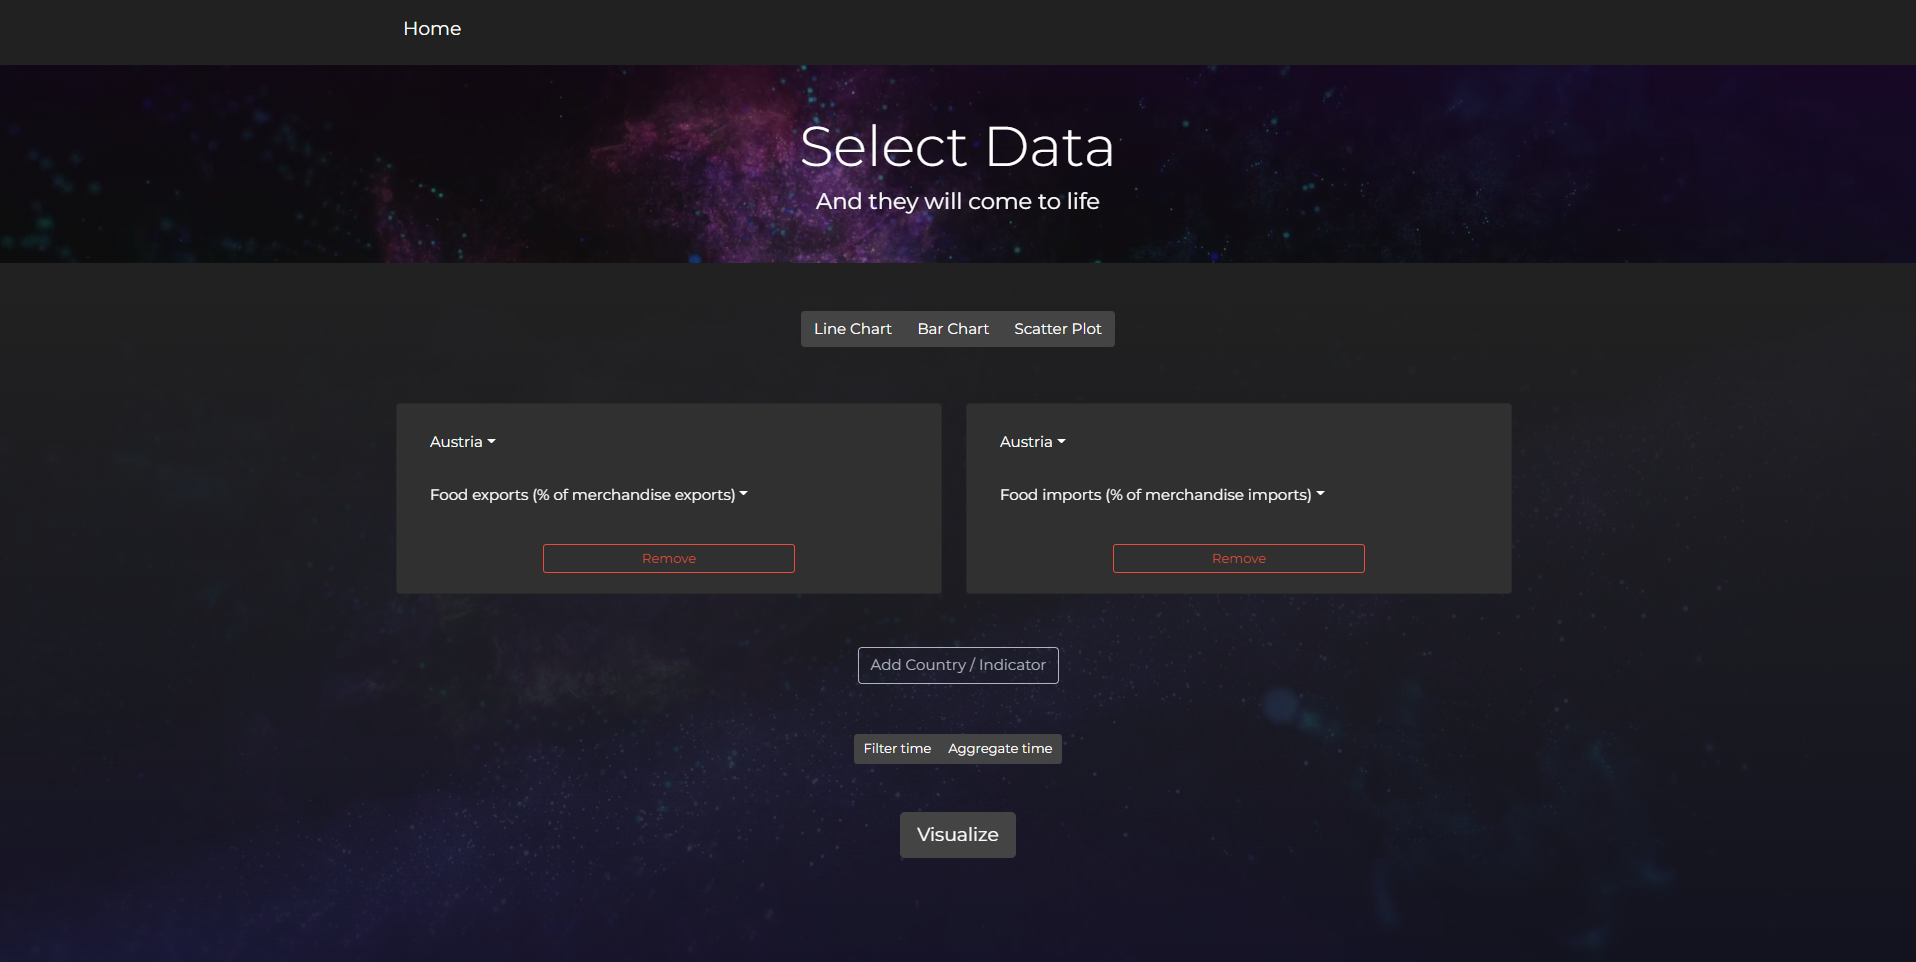 Home
Select Data
And they will come to life
Line Chart Bar Chart Scatter Plot
Austria
Food exports (% of merchandise exports)
Remove
Austria
Food imports (% of merchandise imports)
Remove
Add Country / Indicator
Filter time Aggregate time
Visualize